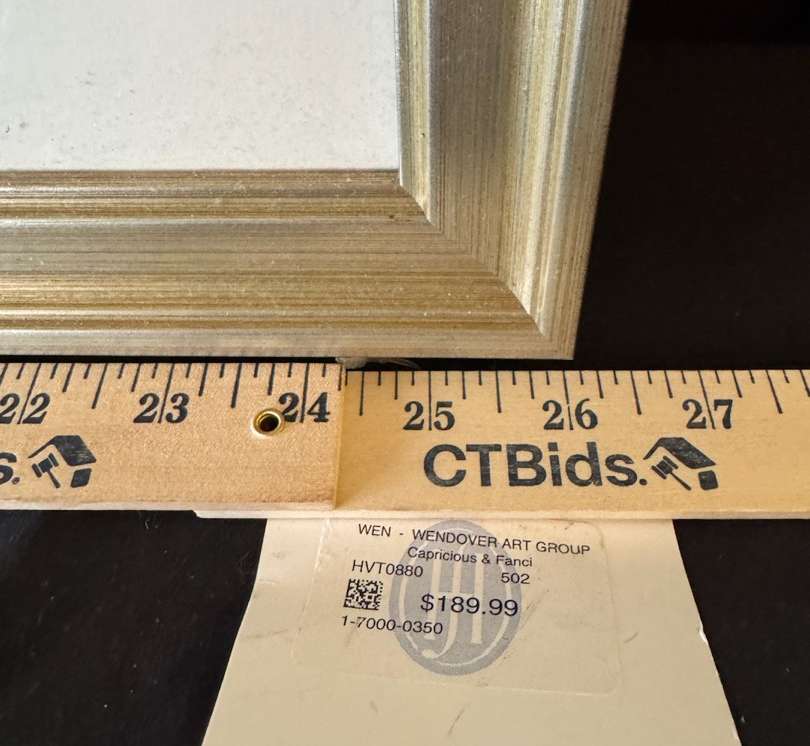 22 23 24 25 26 27
s. CTBids.
WEN - WENDOVER ART GROUP
Capricious & Fanci
HVT0880 502
$189.99
1-7000-0350